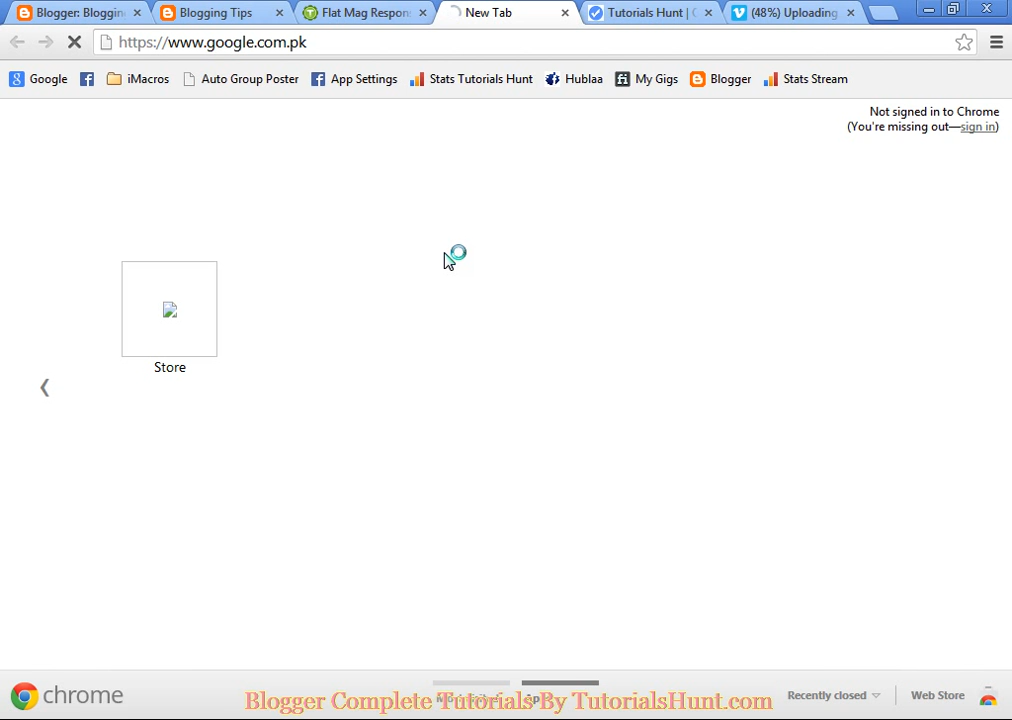 Blogger: Bloggin
Blogging Tips
Flat Mag Respon
New Tab
Tutorials Hunt |
(48%) Uploading
https://www.google.com.pk
Google
iMacros
Auto Group Poster
App Settings
Stats Tutorials Hunt
Hublaa
My Gigs
Blogger
Stats Stream
Not signed in to Chrome
(You're missing out—sign in)
Store
chrome
Blogger Complete Tutorials By TutorialsHunt.com
Recently closed
Web Store